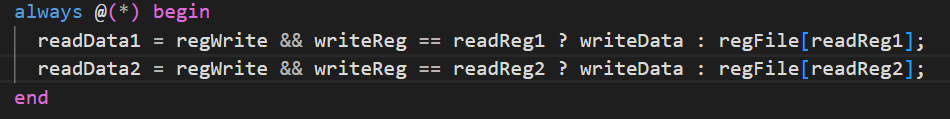 always @(*) begin
  readData1 = regWrite && writeReg == readReg1 ? writeData : regFile[readReg1];
  readData2 = regWrite && writeReg == readReg2 ? writeData : regFile[readReg2];
end